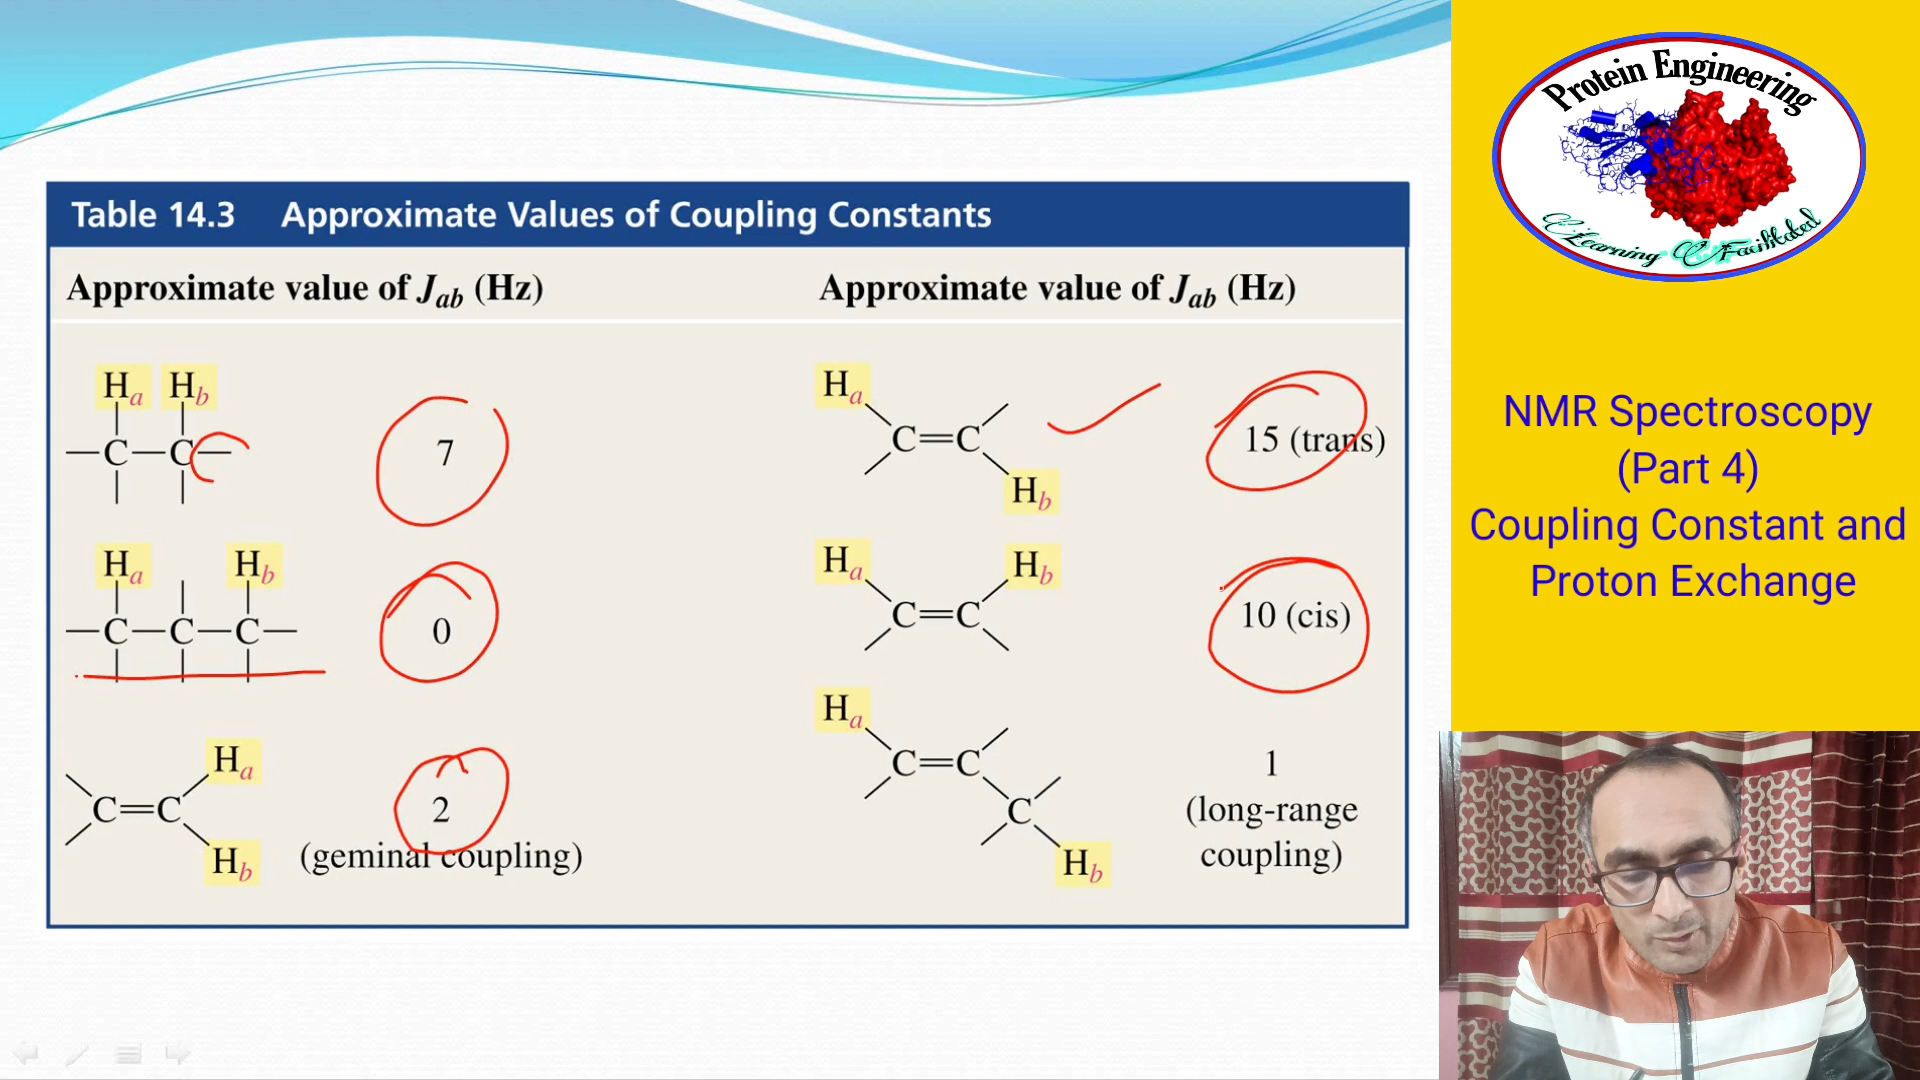 Table 14.3 Approximate Values of Coupling Constants
Approximate value of Jab (Hz)
Approximate value of Jab (Hz)
Ha Hb
C C
7
Ha Hb
C C C
0
Ha
C=C
Hb
2
(geminal coupling)
Ha
C=C
Hb
15 (trans)
Ha Hb
C=C
10 (cis)
Ha
C=C
C
Hb
1
(long-range
coupling)
Protein Engineering
eLearning Facilitated
NMR Spectroscopy
(Part 4)
Coupling Constant and
Proton Exchange